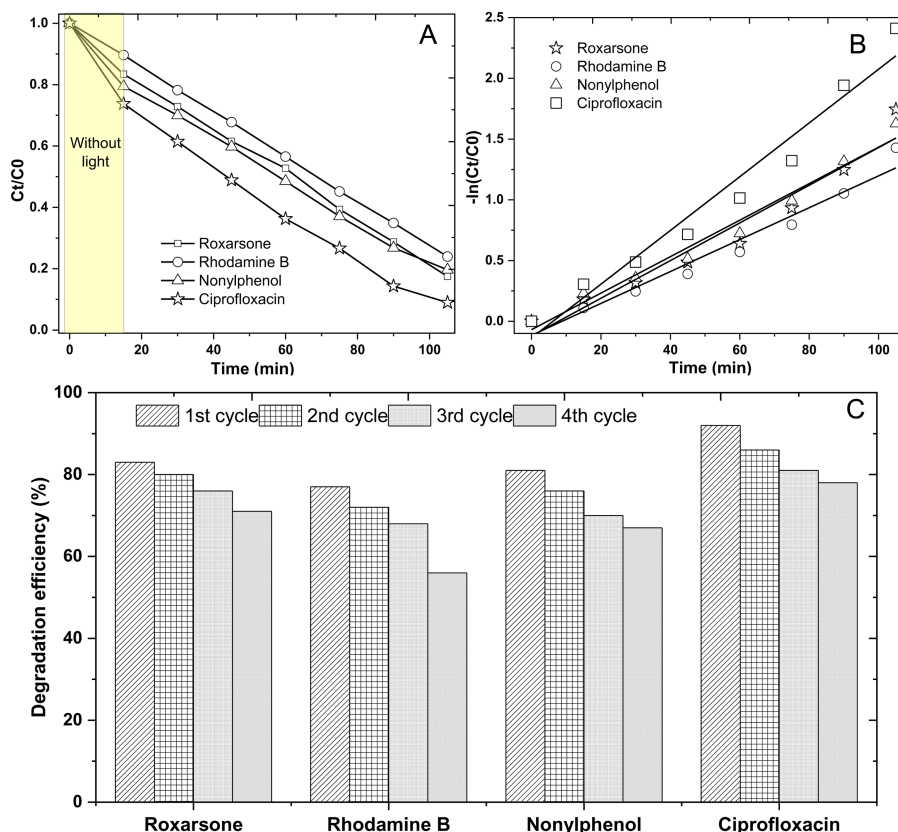 A
1.0
0.8
0.6
0.4
0.2
0.0
Ct/C0
Without
light
Roxarsone
Rhodamine B
Nonylphenol
Ciprofloxacin
0 20 40 60 80 100
Time (min)
B
-2.5
2.0
1.5
1.0
0.5
0.0
-ln(Ct/C0)
Roxarsone
Rhodamine B
Nonylphenol
Ciprofloxacin
0 20 40 60 80 100
Time (min)
C
100
80
60
40
20
0
Degradation efficiency (%)
1st cycle 2nd cycle 3rd cycle 4th cycle
Roxarsone Rhodamine B Nonylphenol Ciprofloxacin